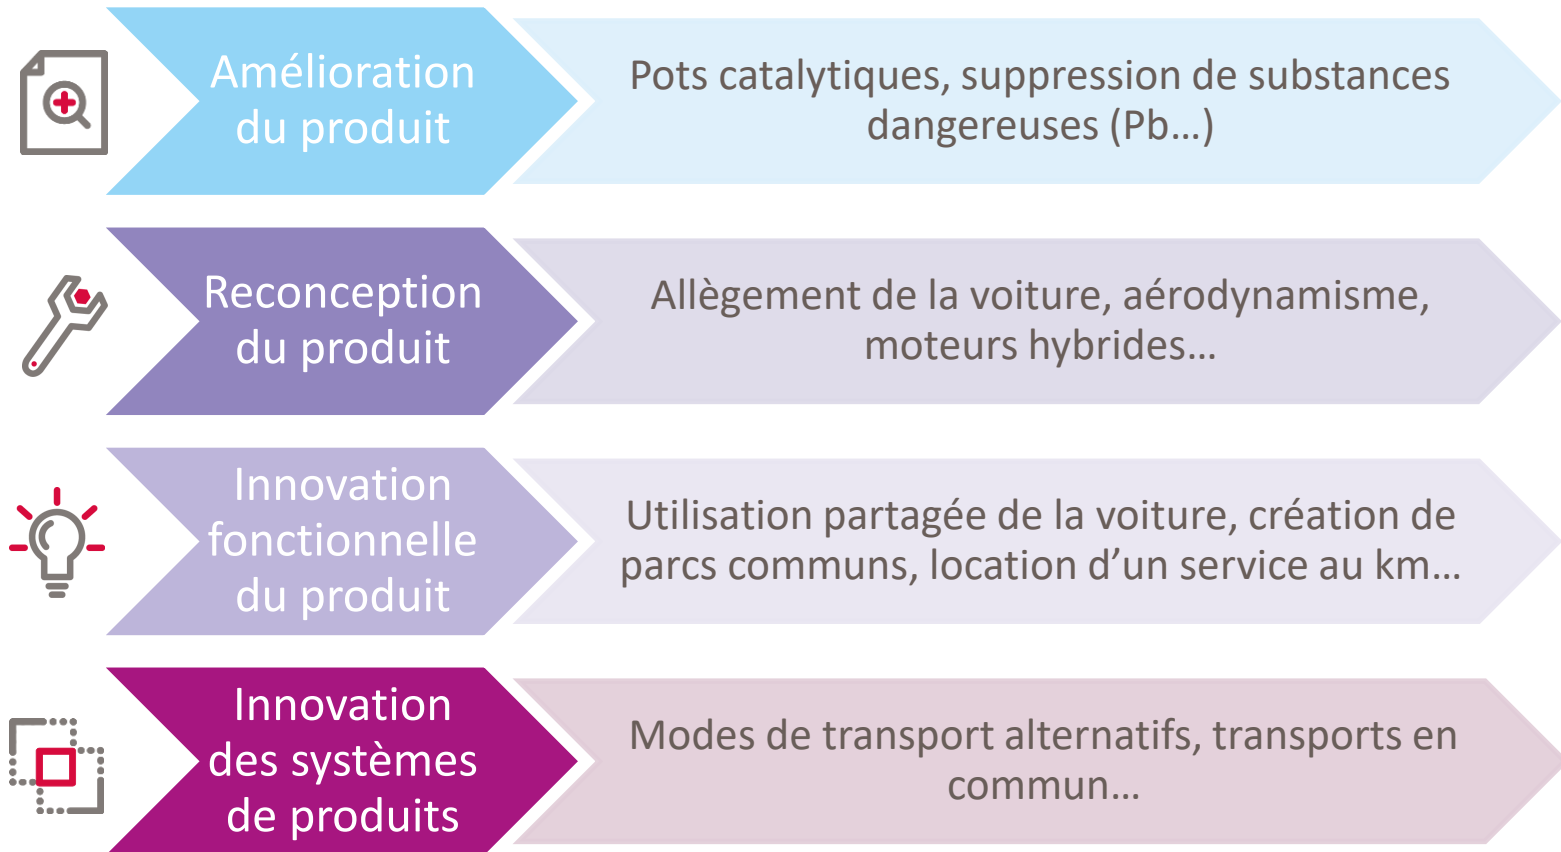 Amélioration
du produit
Pots catalytiques, suppression de substances
dangereuses (Pb…)
Reconception
du produit
Allègement de la voiture, aérodynamisme,
moteurs hybrides…
Innovation
fonctionnelle
du produit
Utilisation partagée de la voiture, création de
parcs communs, location d’un service au km…
Innovation
des systèmes
de produits
Modes de transport alternatifs, transports en
commun…